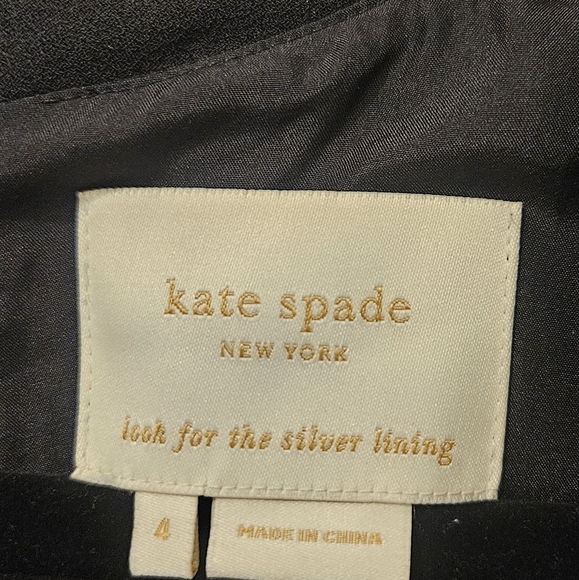 kate spade
NEW YORK
look for the silver lining
4
MADE IN CHINA